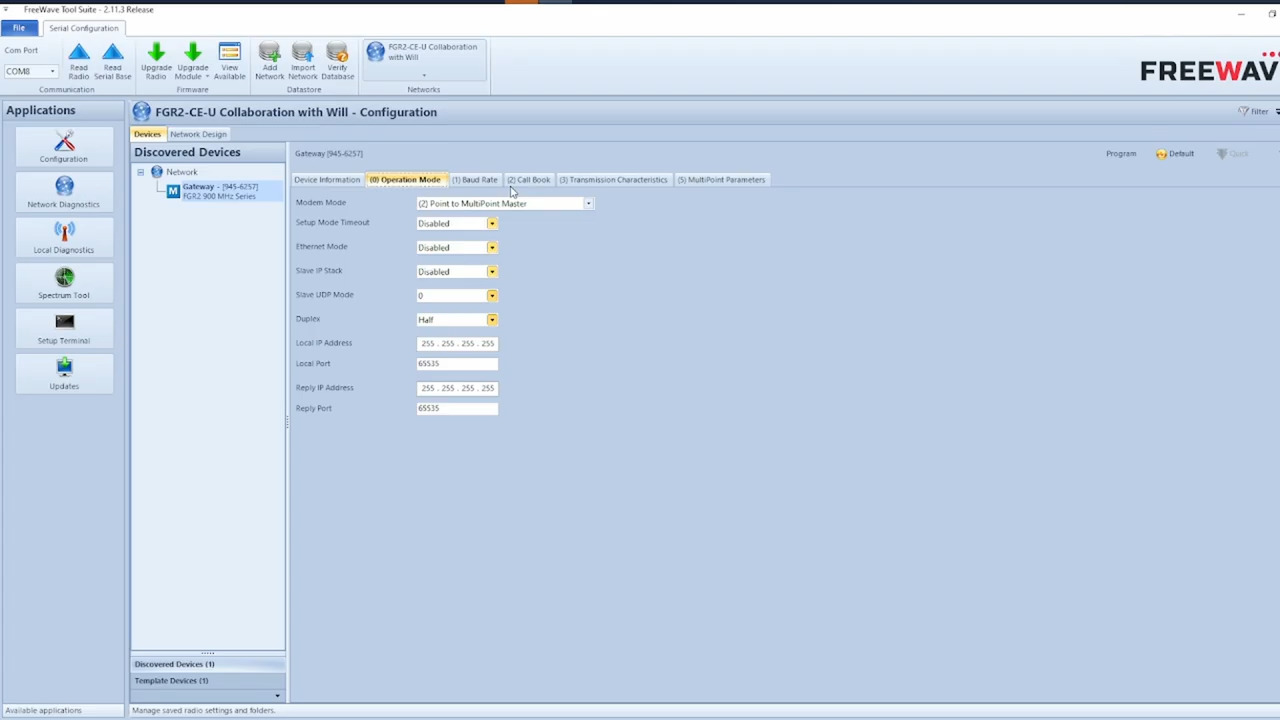 FreeWave Tool Suite - 2.11.3 Release
File
Serial Configuration
Com Port
COM8
Read Radio
Read Serial Base
Communication
Upgrade Radio
Upgrade Module
View Available
Firmware
Add Network
Import Network
Verify Database
Datastore
FGR2-CE-U Collaboration
with Will
Networks
FREEWAV
Applications
Configuration
Network Diagnostics
Local Diagnostics
Spectrum Tool
Setup Terminal
Updates
Available applications
FGR2-CE-U Collaboration with Will - Configuration
Filter
Devices
Network Design
Discovered Devices
Network
M
Gateway - [945-6257]
FGR2 900 MHz Series
Discovered Devices (1)
Template Devices (1)
Gateway [945-6257]
Program
Default
Quick
Device Information
(0) Operation Mode
(1) Baud Rate
(2) Call Book
(3) Transmission Characteristics
(5) MultiPoint Parameters
Modem Mode
(2) Point to MultiPoint Master
Setup Mode Timeout
Disabled
Ethernet Mode
Disabled
Slave IP Stack
Disabled
Slave UDP Mode
0
Duplex
Half
Local IP Address
255 . 255 . 255 . 255
Local Port
65535
Reply IP Address
255 . 255 . 255 . 255
Reply Port
65535
Manage saved radio settings and folders.